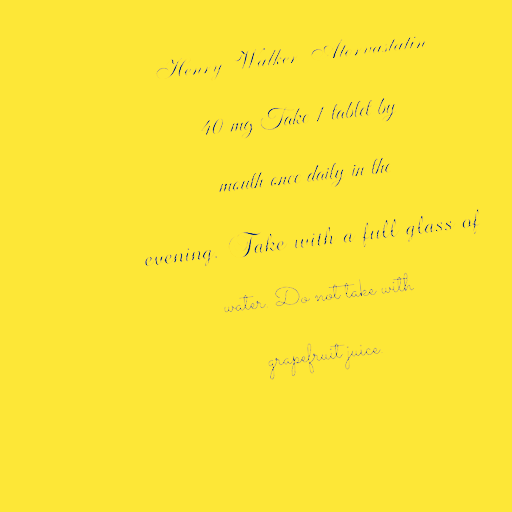 Henry Walker Atorvastatin
40 mg Take 1 tablet by
mouth once daily in the
evening. Take with a full glass of
water. Do not take with
grapefruit juice.